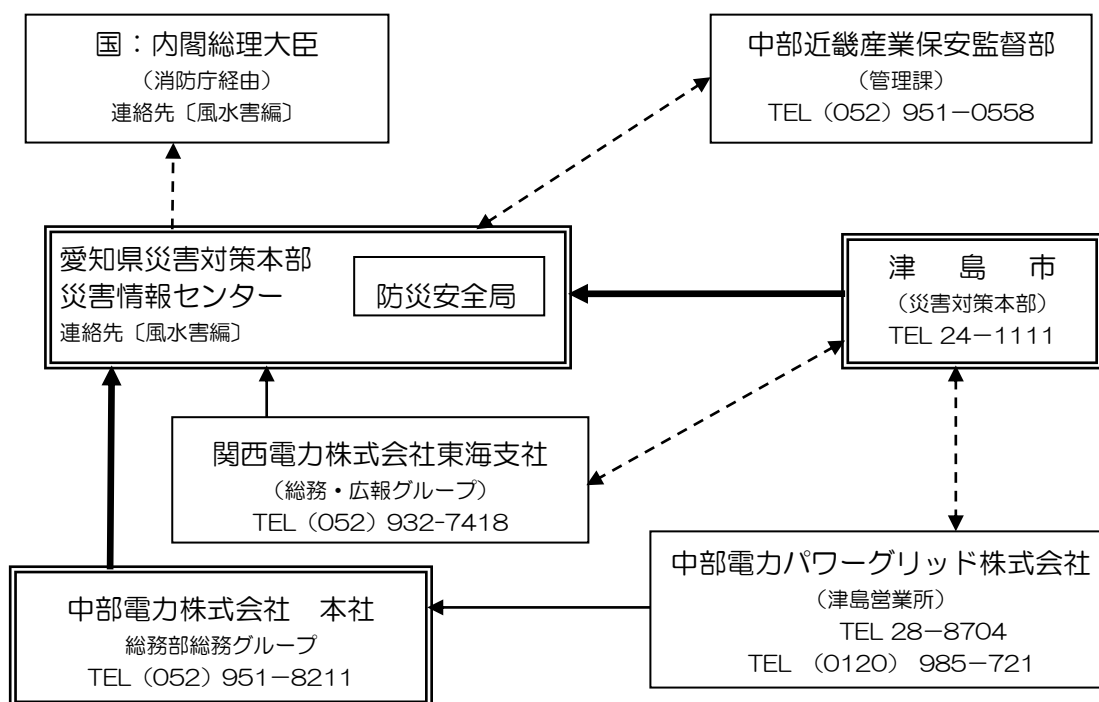 国：内閣総理大臣
（消防庁経由）
連絡先〔風水害編〕
中部近畿産業保安監督部
（管理課）
TEL（052）951－0558
愛知県災害対策本部
災害情報センター
連絡先〔風水害編〕
防災安全局
津　島　市
（災害対策本部）
TEL 24－1111
関西電力株式会社東海支社
（総務・広報グループ）
TEL（052）932-7418
中部電力株式会社　本社
総務部総務グループ
TEL（052）951－8211
中部電力パワーグリッド株式会社
（津島営業所）
TEL 28－8704
TEL （0120） 985－721